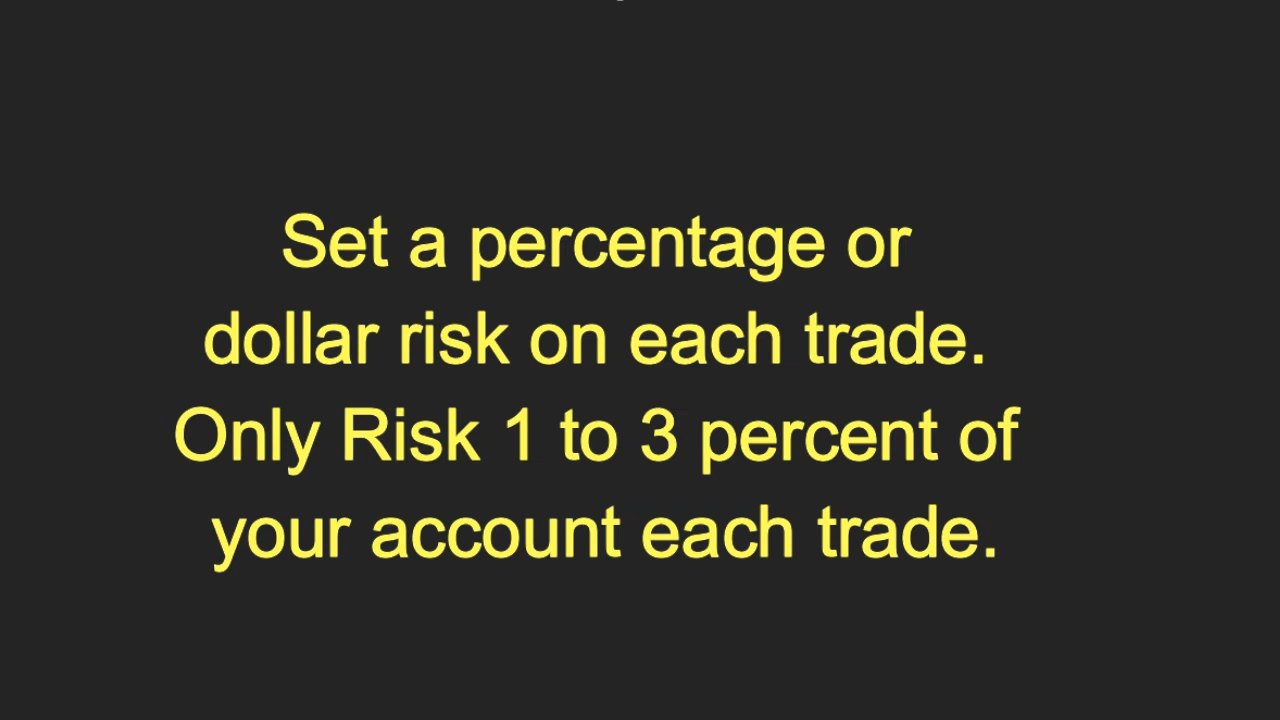 Set a percentage or
dollar risk on each trade.
Only Risk 1 to 3 percent of
your account each trade.